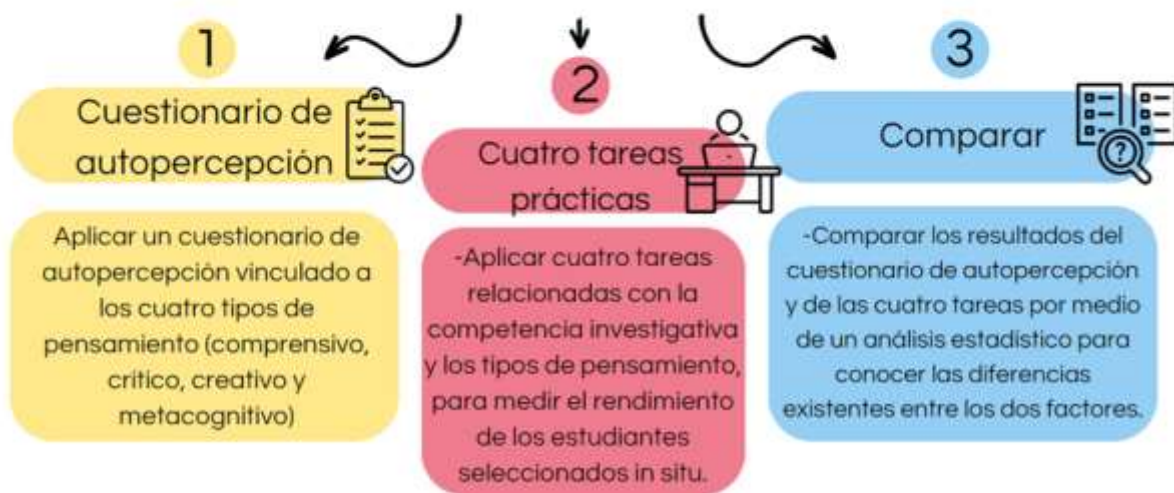 1
Cuestionario de
autopercepción
Aplicar un cuestionario de
autopercepción vinculado a
los cuatro tipos de
pensamiento (comprensivo,
crítico, creativo y
metacognitivo)
2
Cuatro tareas
prácticas
-Aplicar cuatro tareas
relacionadas con la
competencia investigativa
y los tipos de pensamiento,
para medir el rendimiento
de los estudiantes
seleccionados in situ.
3
Comparar
?
-Comparar los resultados del
cuestionario de autopercepción
y de las cuatro tareas por medio
de un análisis estadístico para
conocer las diferencias
existentes entre los dos factores.